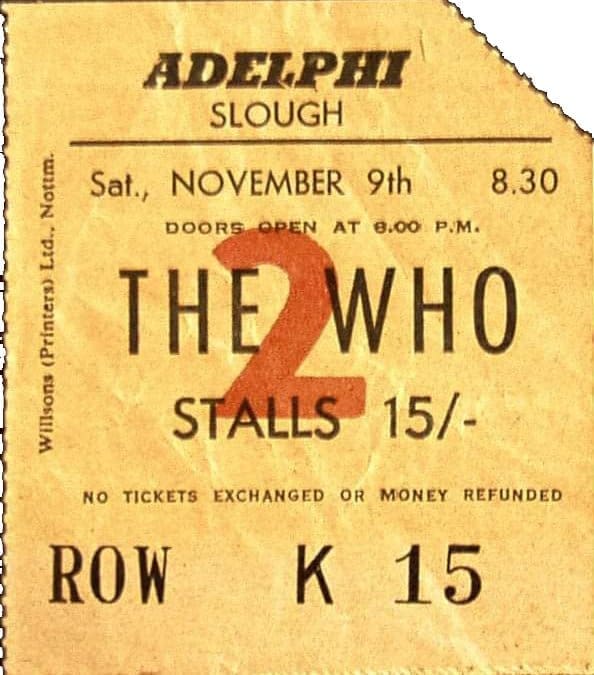 ADELPHI
SLOUGH
Sat., NOVEMBER 9th 8.30
DOORS OPEN AT 8.00 P.M.
2
THE WHO
STALLS 15/-
NO TICKETS EXCHANGED OR MONEY REFUNDED
ROW K 15
Willsons (Printers) Ltd., Nottm.